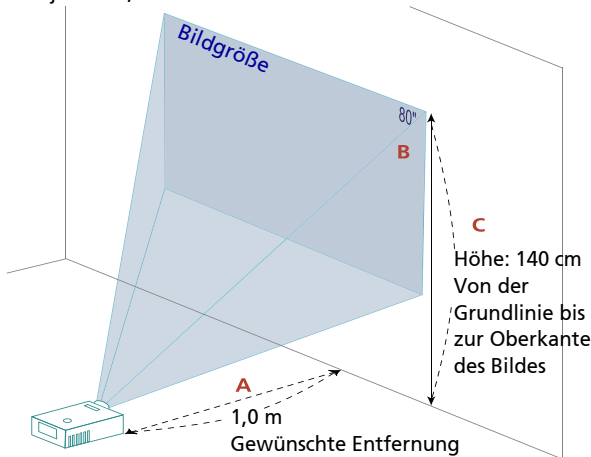 Bildgröße
80"
B
C
Höhe: 140 cm
Von der
Grundlinie bis
zur Oberkante
des Bildes
A
1,0 m
Gewünschte Entfernung